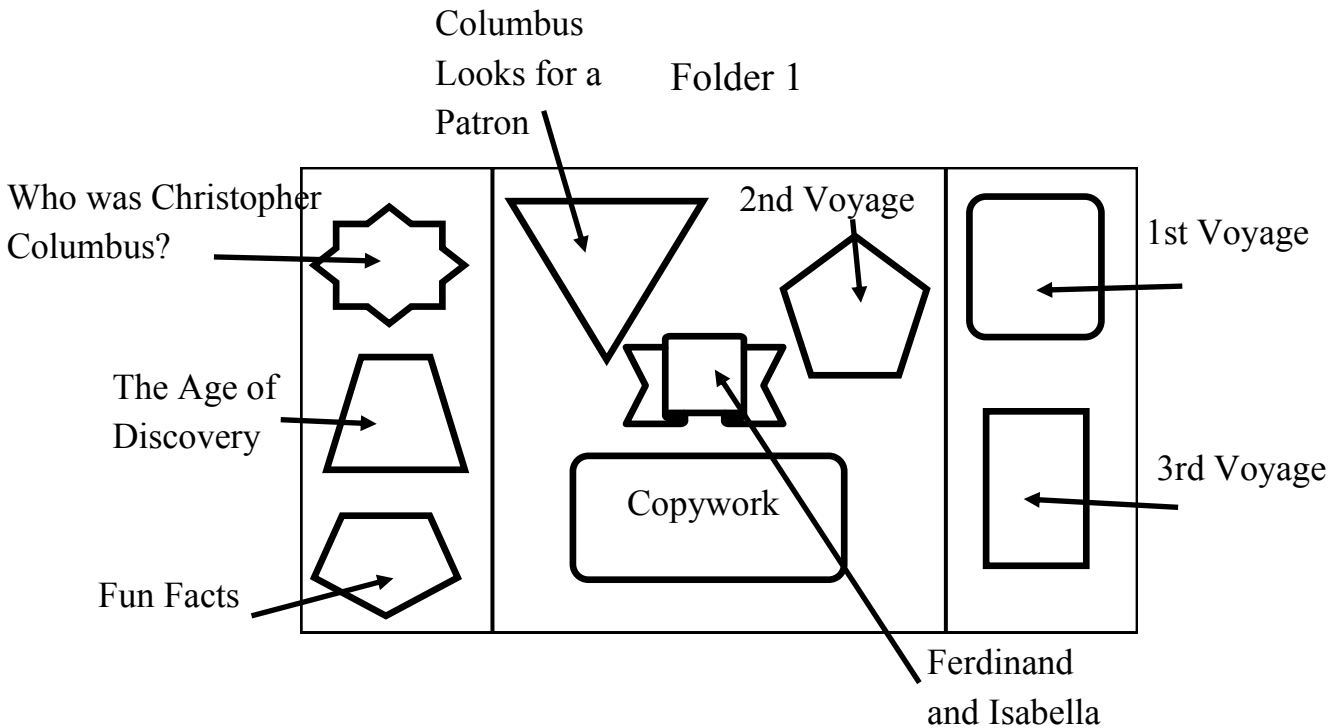 Columbus
Looks for a
Patron
Folder 1
Who was Christopher
Columbus?
2nd Voyage
1st Voyage
The Age of
Discovery
Copywork
3rd Voyage
Fun Facts
Ferdinand
and Isabella